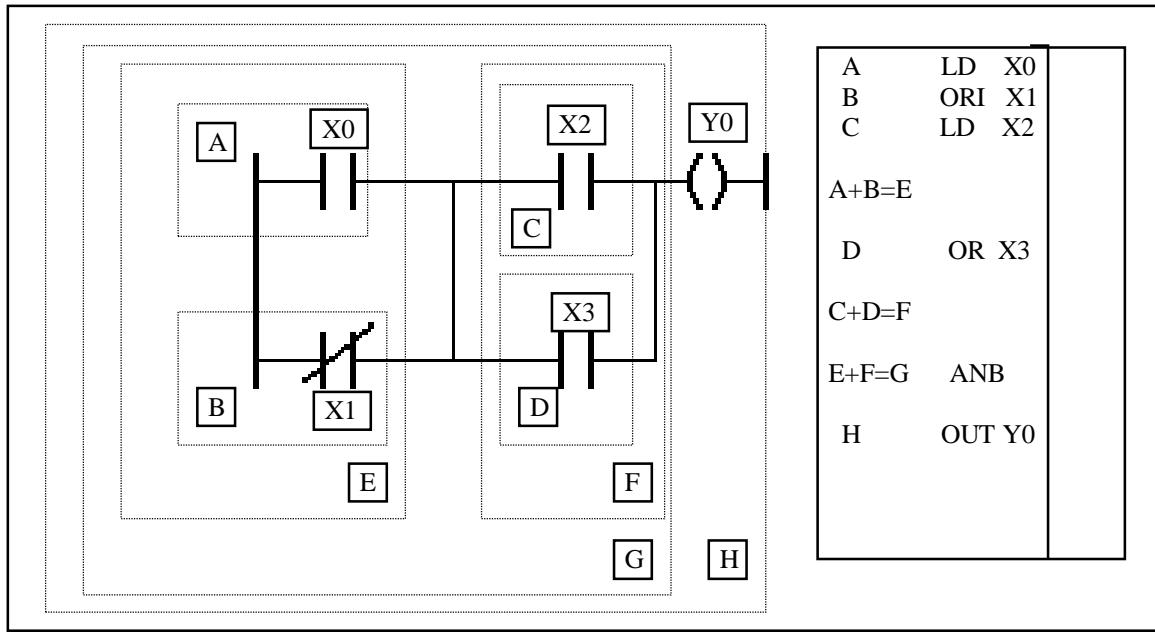 A
X0
X2
Y0
C
X3
B
X1
D
E
F
G
H
A LD X0
B ORI X1
C LD X2
A+B=E
D OR X3
C+D=F
E+F=G ANB
H OUT Y0